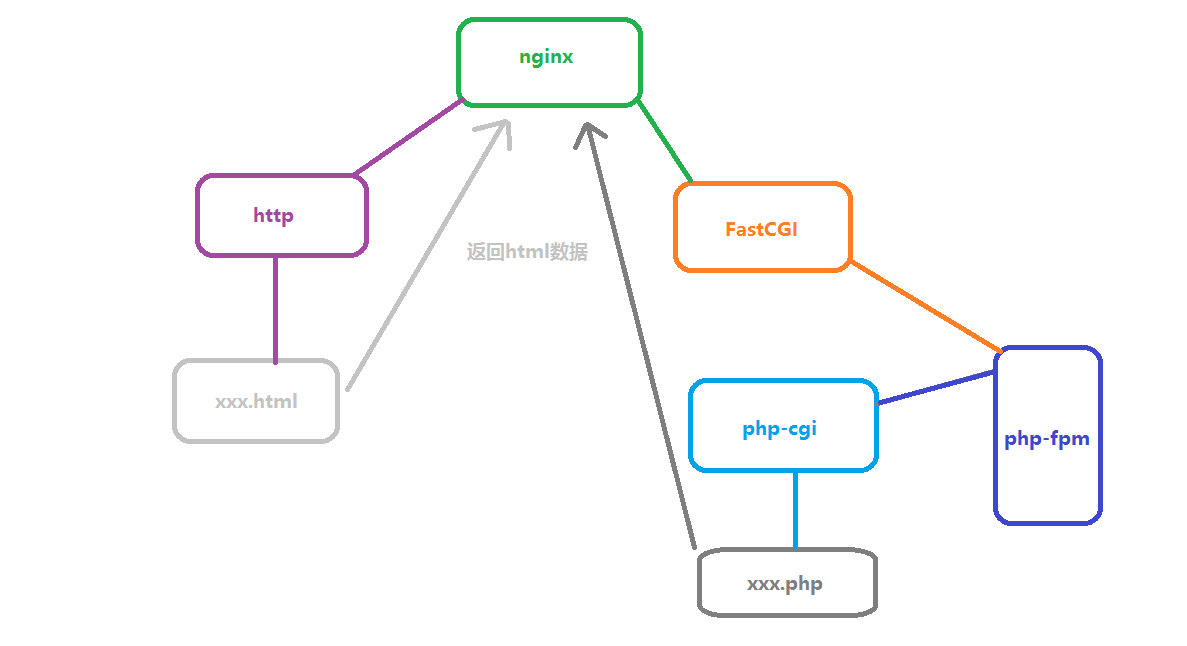 nginx
http
FastCGI
返回html数据
xxx.html
php-cgi
php-fpm
xxx.php